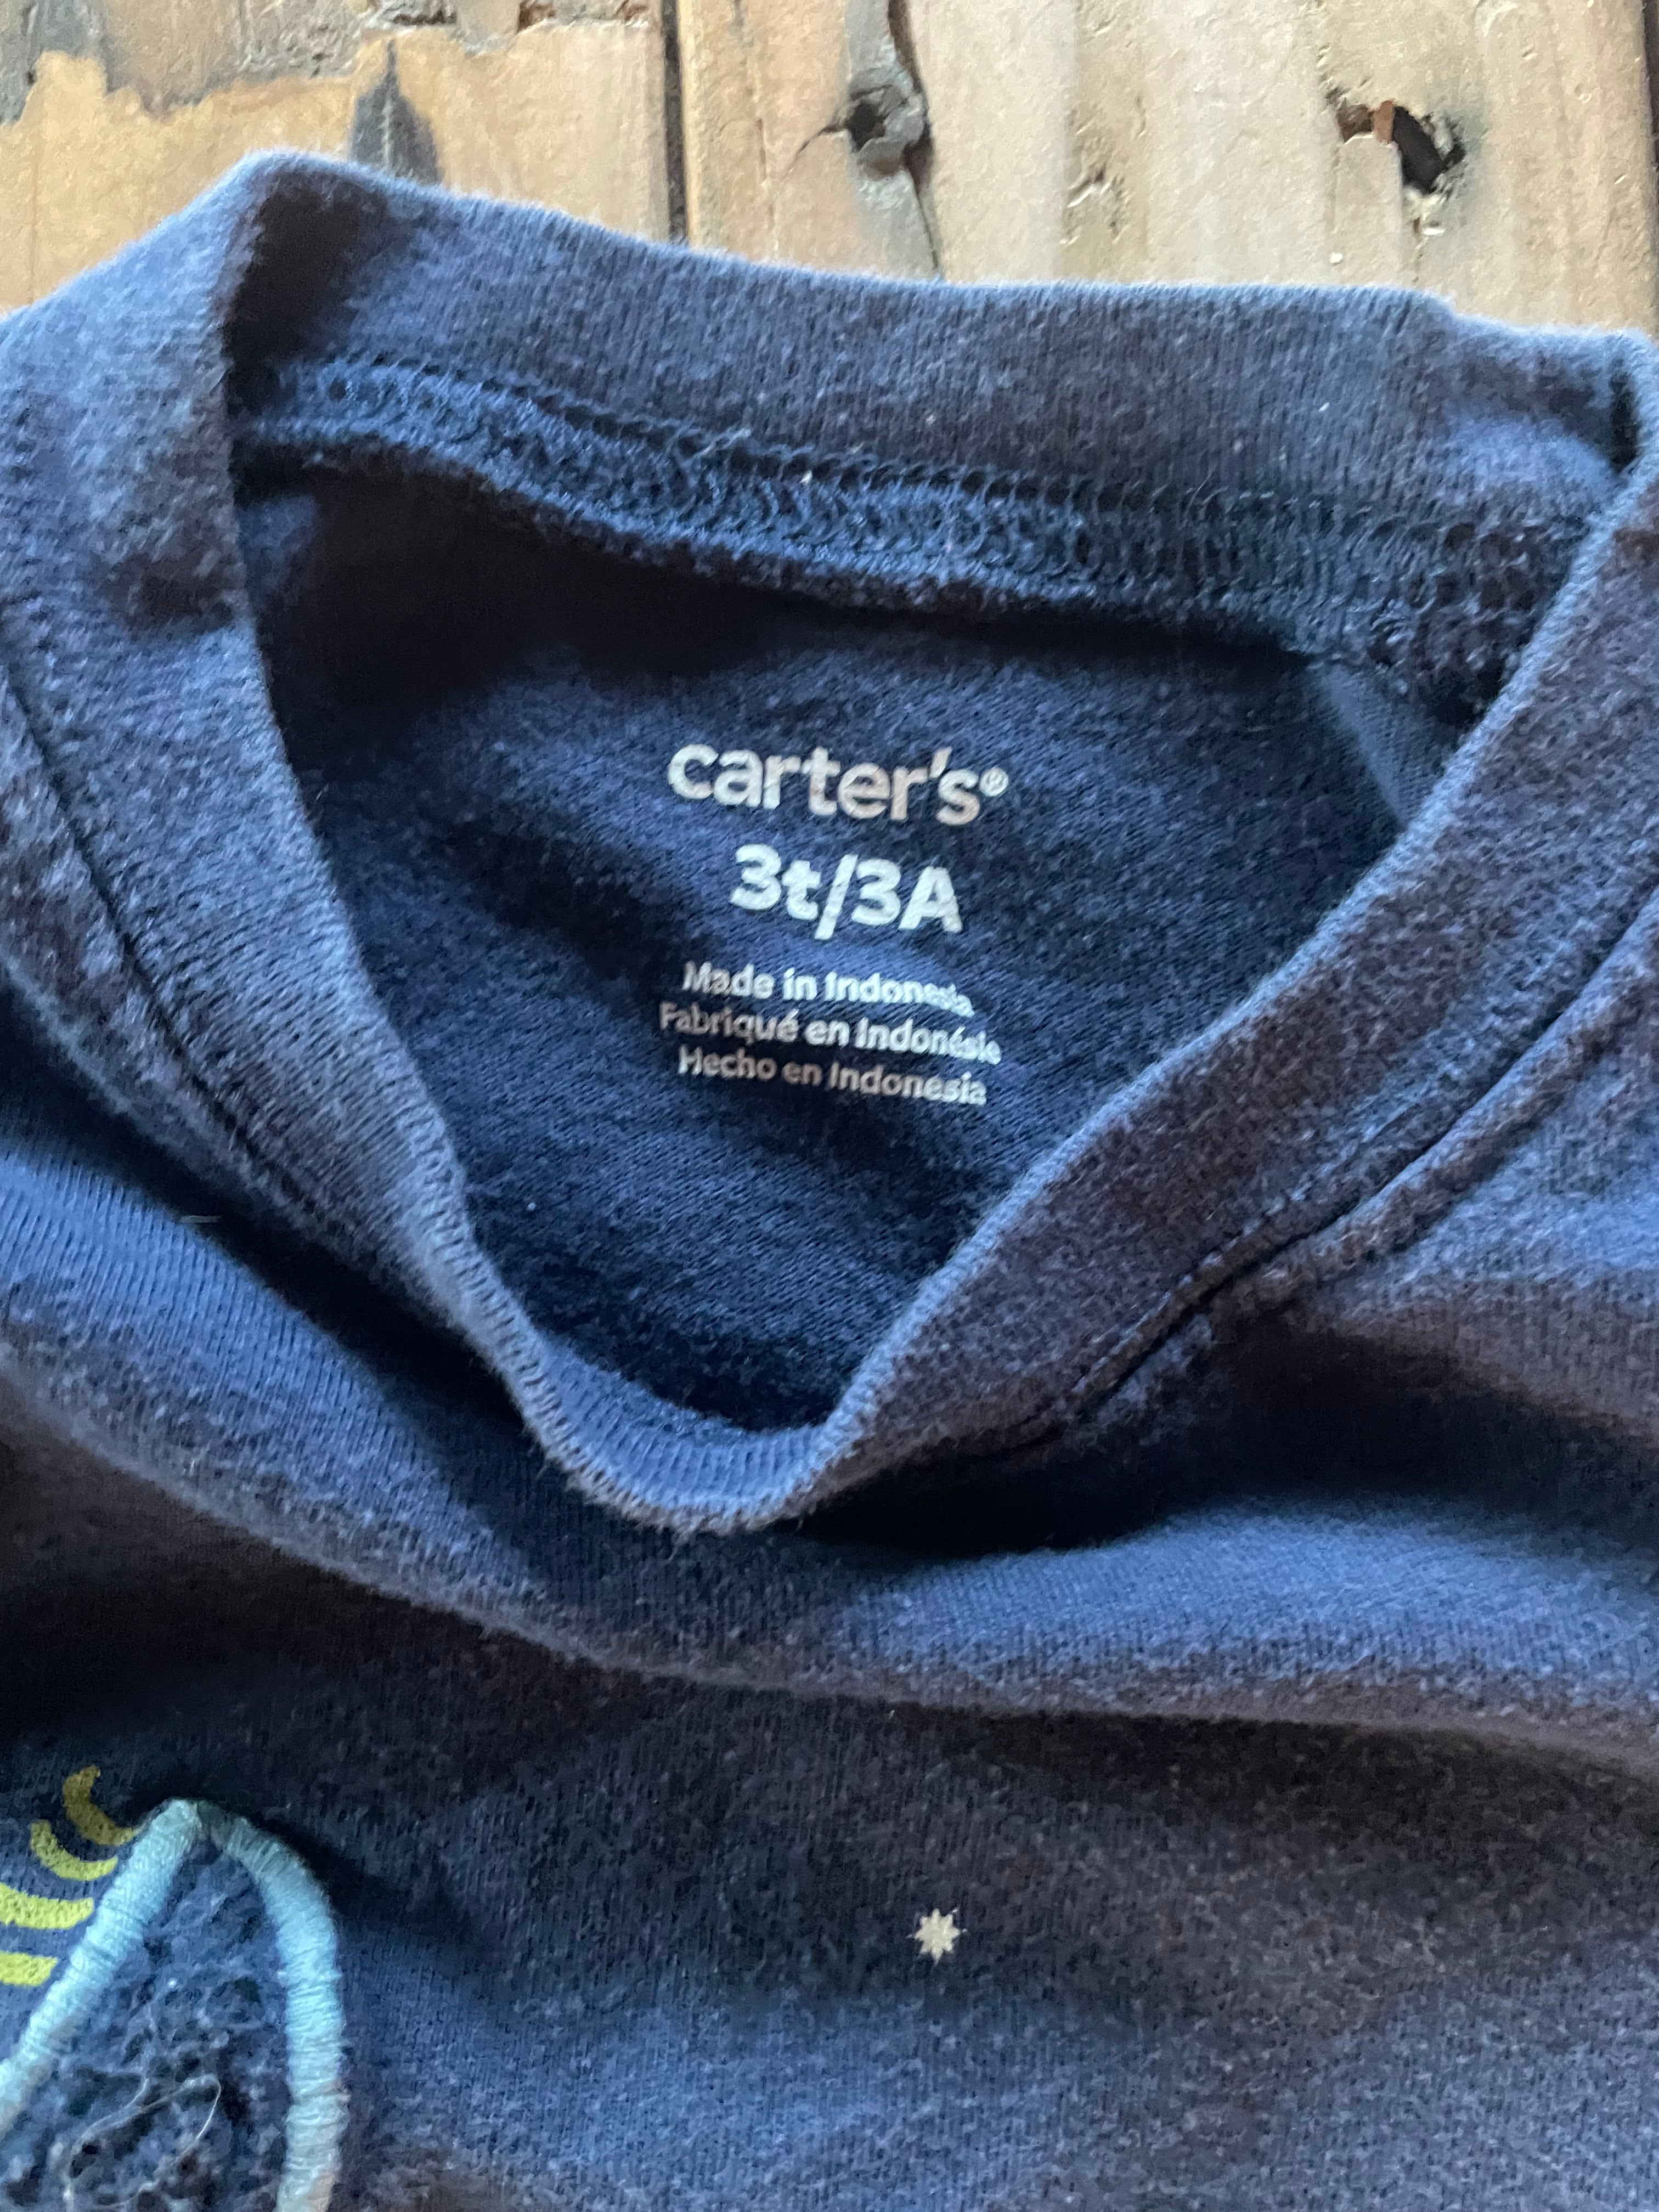 carter's®
3t/3A
Made in Indonesia
Fabriqué en Indonésie
Hecho en Indonesia